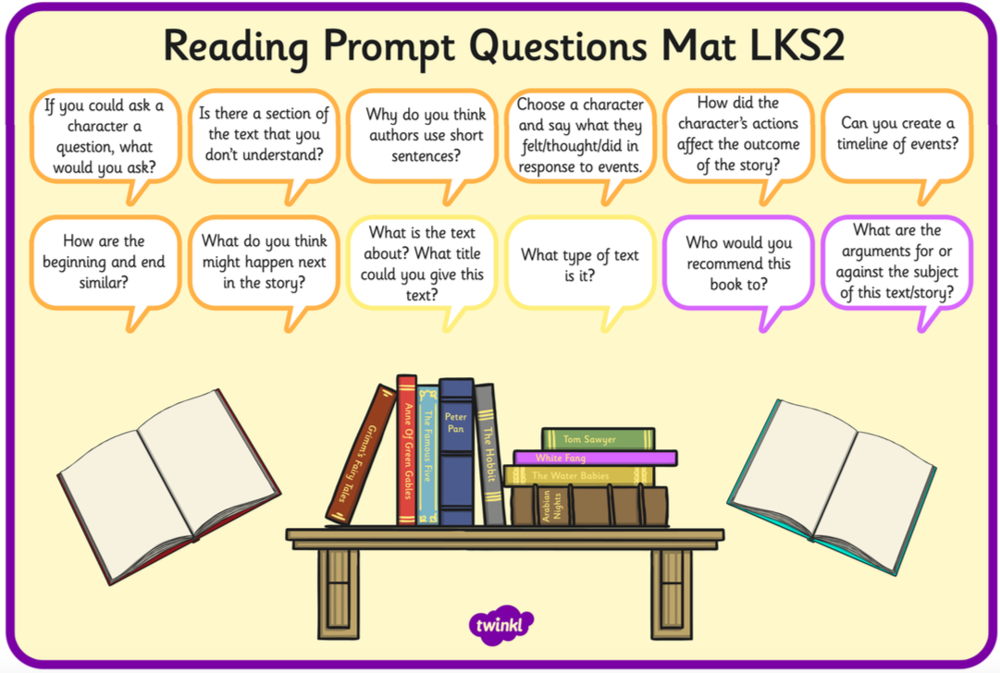 Reading Prompt Questions Mat LKS2
If you could ask a
character a
question, what
would you ask?
Is there a section of
the text that you
don't understand?
Why do you think
authors use short
sentences?
Choose a character
and say what they
felt/thought/did in
response to events.
How did the
character's actions
affect the outcome
of the story?
Can you create a
timeline of events?
How are the
beginning and end
similar?
What do you think
might happen next
in the story?
What is the text
about? What title
could you give this
text?
What type of text
is it?
Who would you
recommend this
book to?
What are the
arguments for or
against the subject
of this text/story?
Grimm's Fairy Tales
Anne Of Green Gables
The Famous Five
Peter
Pan
The Hobbit
Tom Sawyer
White Fang
The Water Babies
Arabian
Nights
twinkl